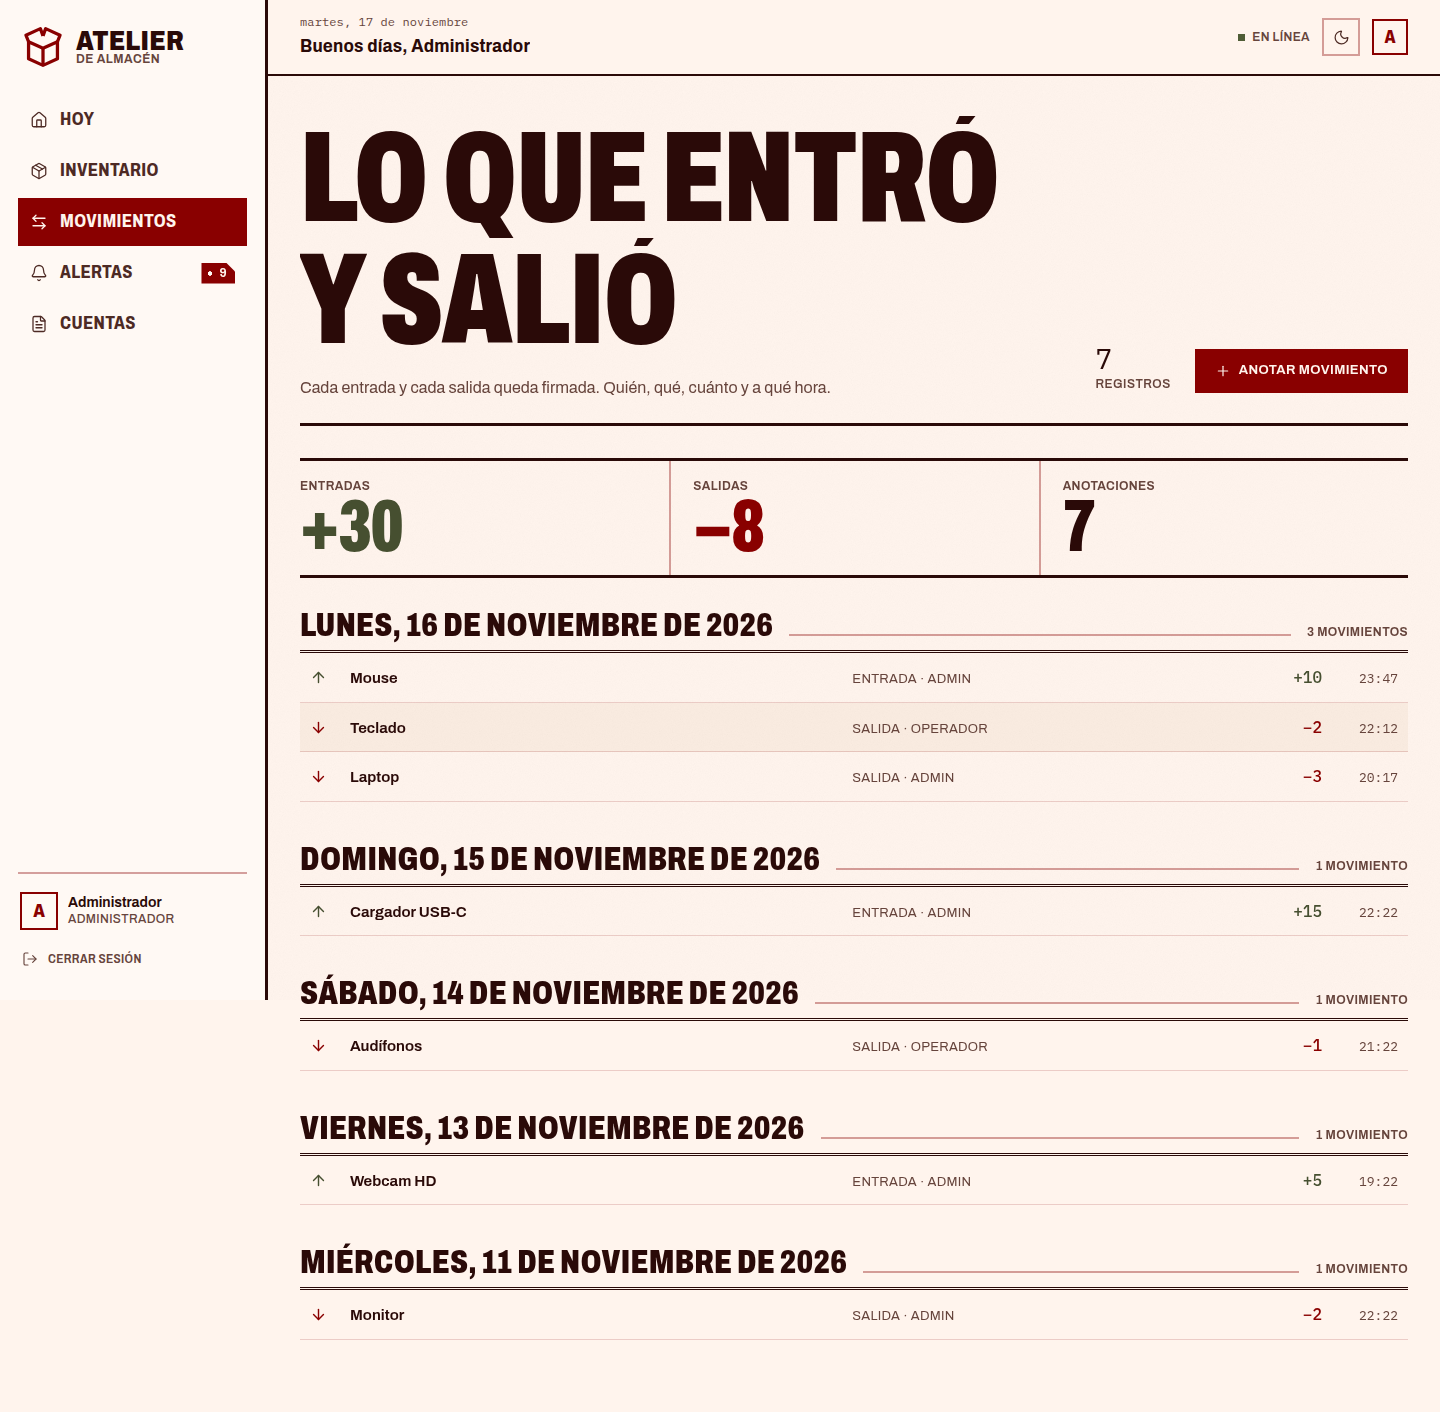 ATELIER
DE ALMACÉN
HOY
INVENTARIO
MOVIMIENTOS
ALERTAS
9
CUENTAS
A
Administrador
ADMINISTRADOR
CERRAR SESIÓN
martes, 17 de noviembre
Buenos días, Administrador
EN LÍNEA
A
LO QUE ENTRÓ
Y SALIÓ
Cada entrada y cada salida queda firmada. Quién, qué, cuánto y a qué hora.
7
REGISTROS
ANOTAR MOVIMIENTO
ENTRADAS
+30
SALIDAS
−8
ANOTACIONES
7
LUNES, 16 DE NOVIEMBRE DE 2026
3 MOVIMIENTOS
Mouse ENTRADA · ADMIN +10 23:47
Teclado SALIDA · OPERADOR −2 22:12
Laptop SALIDA · ADMIN −3 20:17
DOMINGO, 15 DE NOVIEMBRE DE 2026
1 MOVIMIENTO
Cargador USB-C ENTRADA · ADMIN +15 22:22
SÁBADO, 14 DE NOVIEMBRE DE 2026
1 MOVIMIENTO
Audífonos SALIDA · OPERADOR −1 21:22
VIERNES, 13 DE NOVIEMBRE DE 2026
1 MOVIMIENTO
Webcam HD ENTRADA · ADMIN +5 19:22
MIÉRCOLES, 11 DE NOVIEMBRE DE 2026
1 MOVIMIENTO
Monitor SALIDA · ADMIN −2 22:22